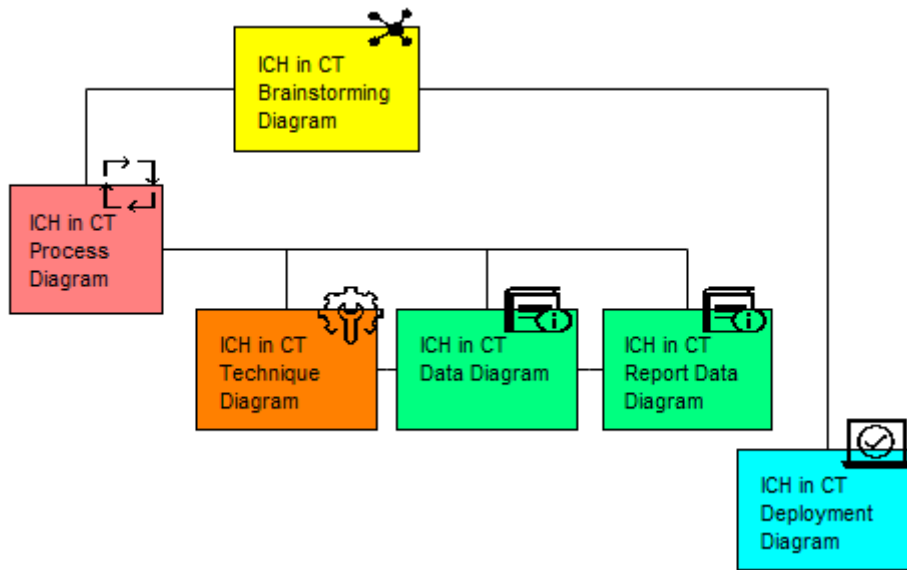 ICH in CT
Brainstorming
Diagram
ICH in CT
Process
Diagram
ICH in CT
Technique
Diagram
ICH in CT
Data Diagram
ICH in CT
Report Data
Diagram
ICH in CT
Deployment
Diagram